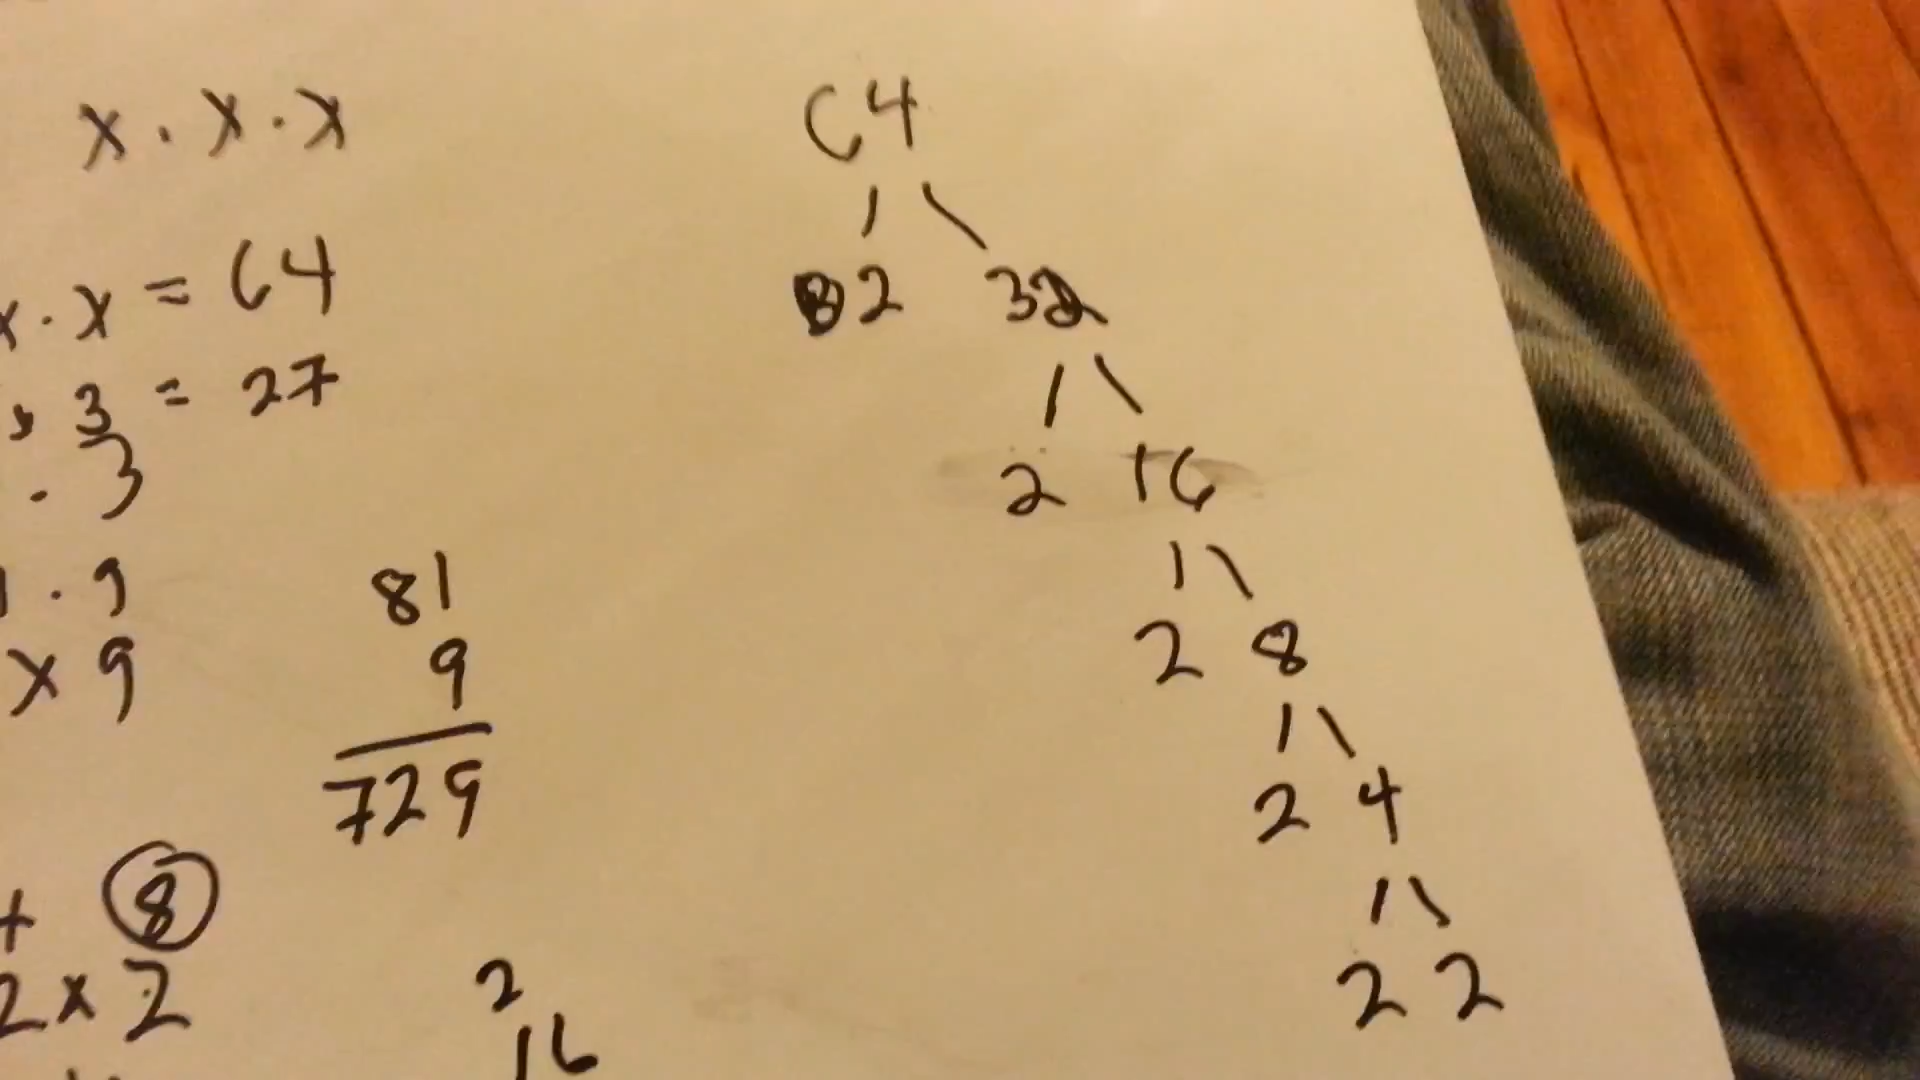 x · x · x
x · x = 64
3 = 27
· 3
· 9
x 9
81
9
729
+ 8
2 x 2
2
16
64
2 32
2 16
2 8
2 4
2 2